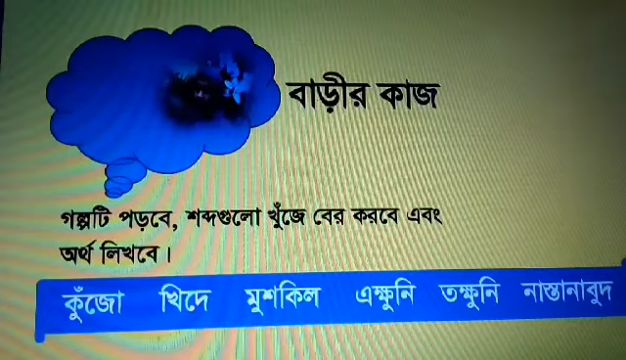 বাড়ীর কাজ
গল্পটি পড়বে, শব্দগুলো খুঁজে বের করবে এবং
অর্থ লিখবে।
কুঁজো খিদে মুশকিল এক্ষুনি তক্ষুনি নাস্তানাবুদ